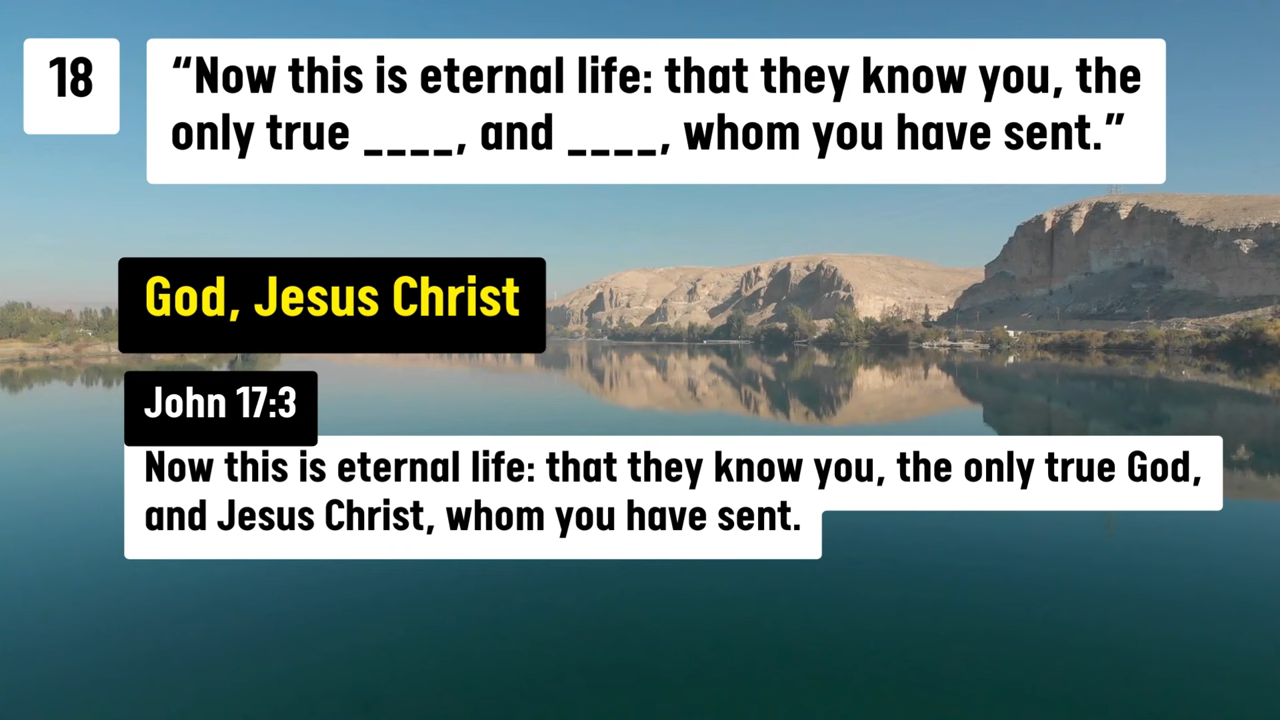 18
“Now this is eternal life: that they know you, the
only true ____, and ____, whom you have sent.”
God, Jesus Christ
John 17:3
Now this is eternal life: that they know you, the only true God,
and Jesus Christ, whom you have sent.